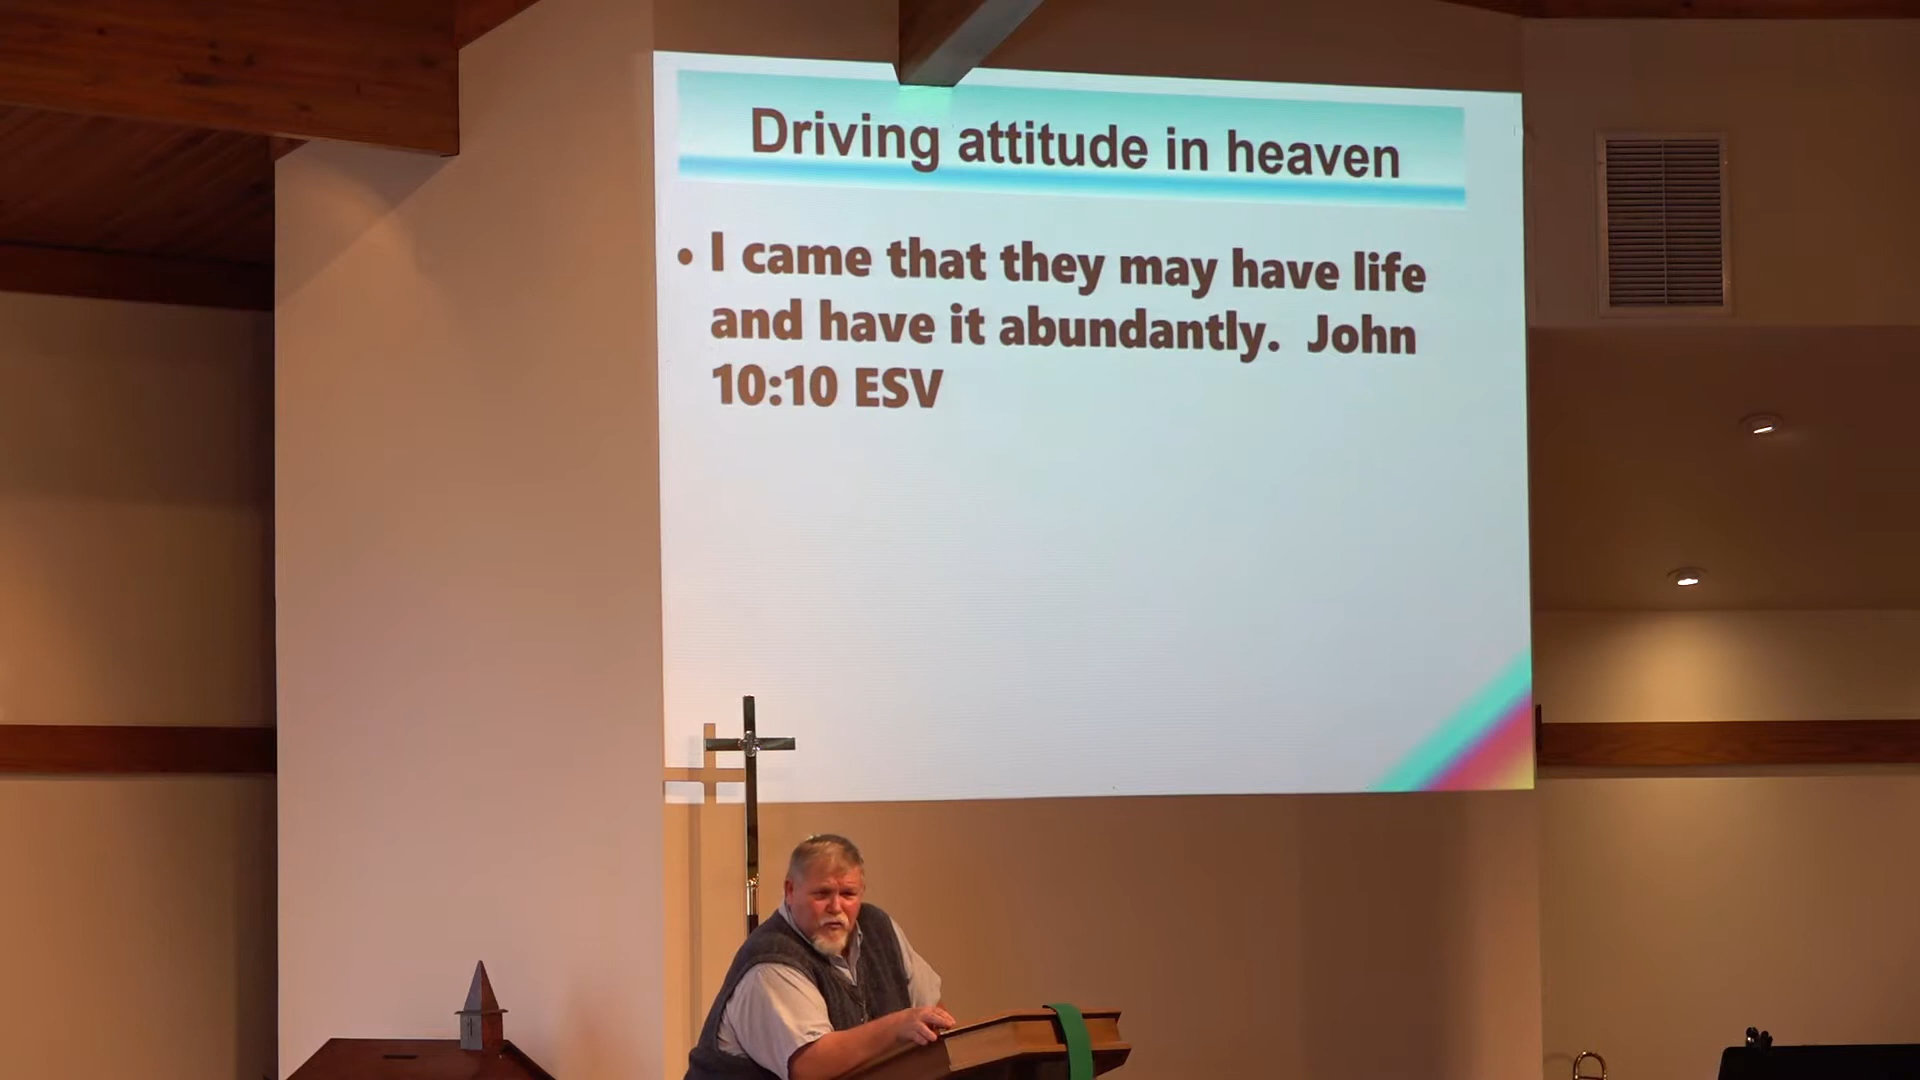 Driving attitude in heaven
• I came that they may have life
and have it abundantly.  John
10:10 ESV